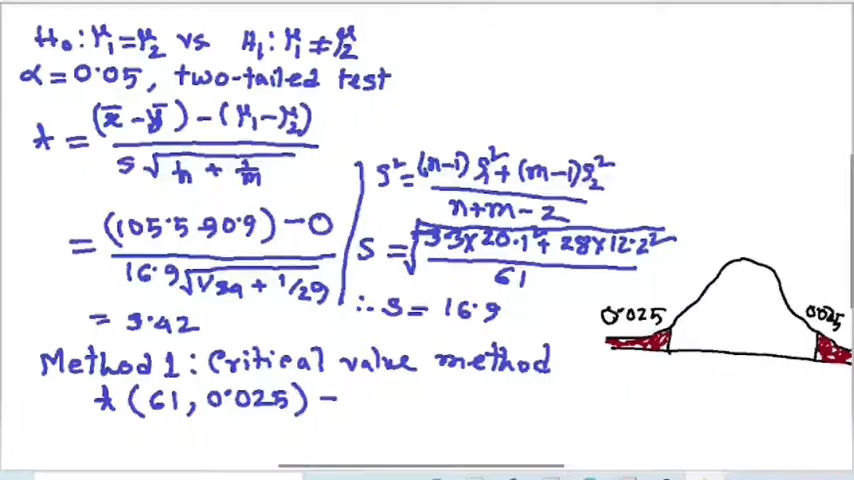 H₀: μ₁ = μ₂ vs H₁: μ₁ ≠ μ₂
α = 0.05, two-tailed test
t = (x̄ - ȳ) - (μ₁ - μ₂) / s√(1/n + 1/m)
s² = (n-1)s₁² + (m-1)s₂² / n+m-2
= (105.5-90.9) - 0 / 16.9√(1/34 + 1/29)
s = √(33×20.1² + 28×12.2² / 61)
= 3.42
∴ s = 16.9
0.025
0.025
Method 1: Critical value method
t (61, 0.025) -